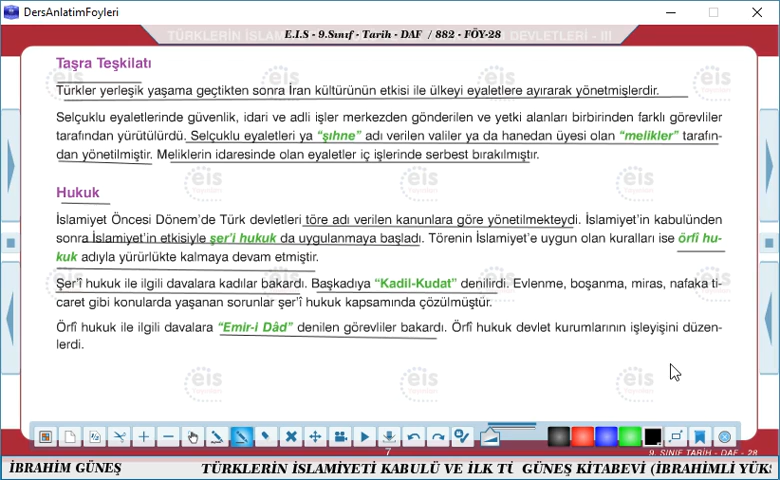 DersAnlatimFoyleri
E.I.S - 9.Sınıf - Tarih - DAF / 882 - FÖY-28
Taşra Teşkilatı
Türkler yerleşik yaşama geçtikten sonra İran kültürünün etkisi ile ülkeyi eyaletlere ayırarak yönetmişlerdir.
Selçuklu eyaletlerinde güvenlik, idari ve adli işler merkezden gönderilen ve yetki alanları birbirinden farklı görevliler
tarafından yürütülürdü. Selçuklu eyaletleri ya “şıhne” adı verilen valiler ya da hanedan üyesi olan “melikler” tarafın-
dan yönetilmiştir. Meliklerin idaresinde olan eyaletler iç işlerinde serbest bırakılmıştır.
Hukuk
İslamiyet Öncesi Dönem’de Türk devletleri töre adı verilen kanunlara göre yönetilmekteydi. İslamiyet’in kabulünden
sonra İslamiyet’in etkisiyle şer’i hukuk da uygulanmaya başladı. Törenin İslamiyet’e uygun olan kuralları ise örfî hu-
kuk adıyla yürürlükte kalmaya devam etmiştir.
Şer’î hukuk ile ilgili davalara kadılar bakardı. Başkadıya “Kadil-Kudat” denilirdi. Evlenme, boşanma, miras, nafaka ti-
caret gibi konularda yaşanan sorunlar şer’î hukuk kapsamında çözülmüştür.
Örfî hukuk ile ilgili davalara “Emir-i Dâd” denilen görevliler bakardı. Örfî hukuk devlet kurumlarının işleyişini düzen-
lerdi.
eis
7
9. SINIF TARİH - DAF - 28
İBRAHİM GÜNEŞ
TÜRKLERİN İSLAMİYETİ KABULÜ VE İLK Tİ
GÜNEŞ KİTABEVİ (İBRAHİMLİ YÜKS